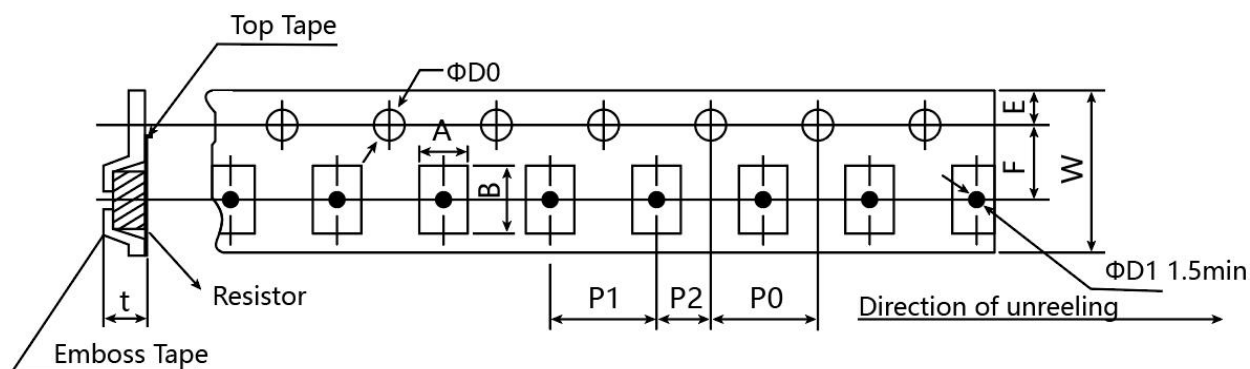 Top Tape
ΦD0
A
B
E
F
W
ΦD1 1.5min
P1
P2
P0
Direction of unreeling
t
Resistor
Emboss Tape